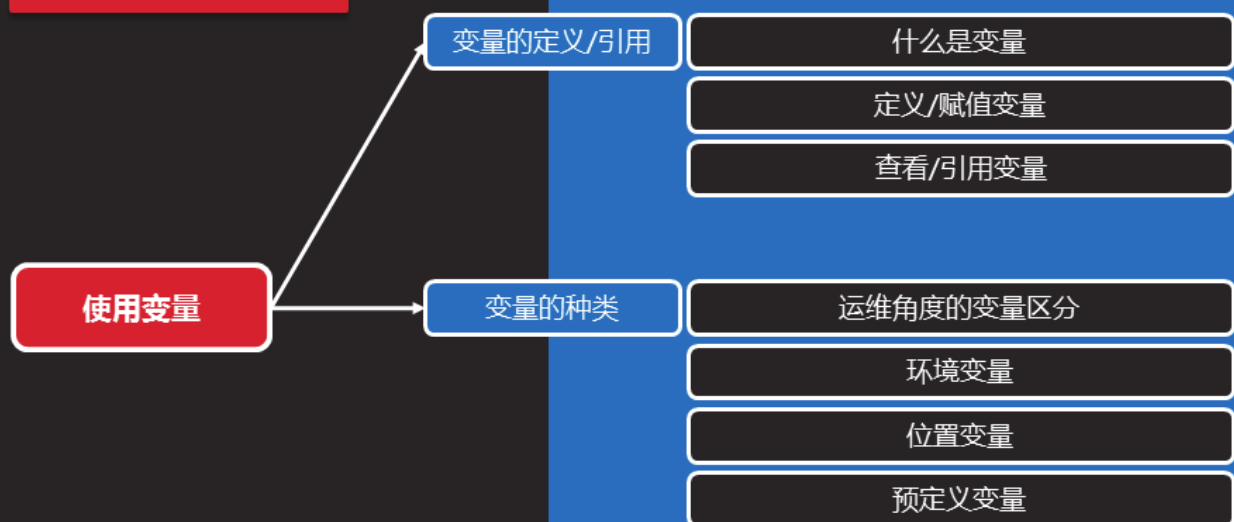 变量的定义/引用
什么是变量
定义/赋值变量
查看/引用变量
使用变量
变量的种类
运维角度的变量区分
环境变量
位置变量
预定义变量